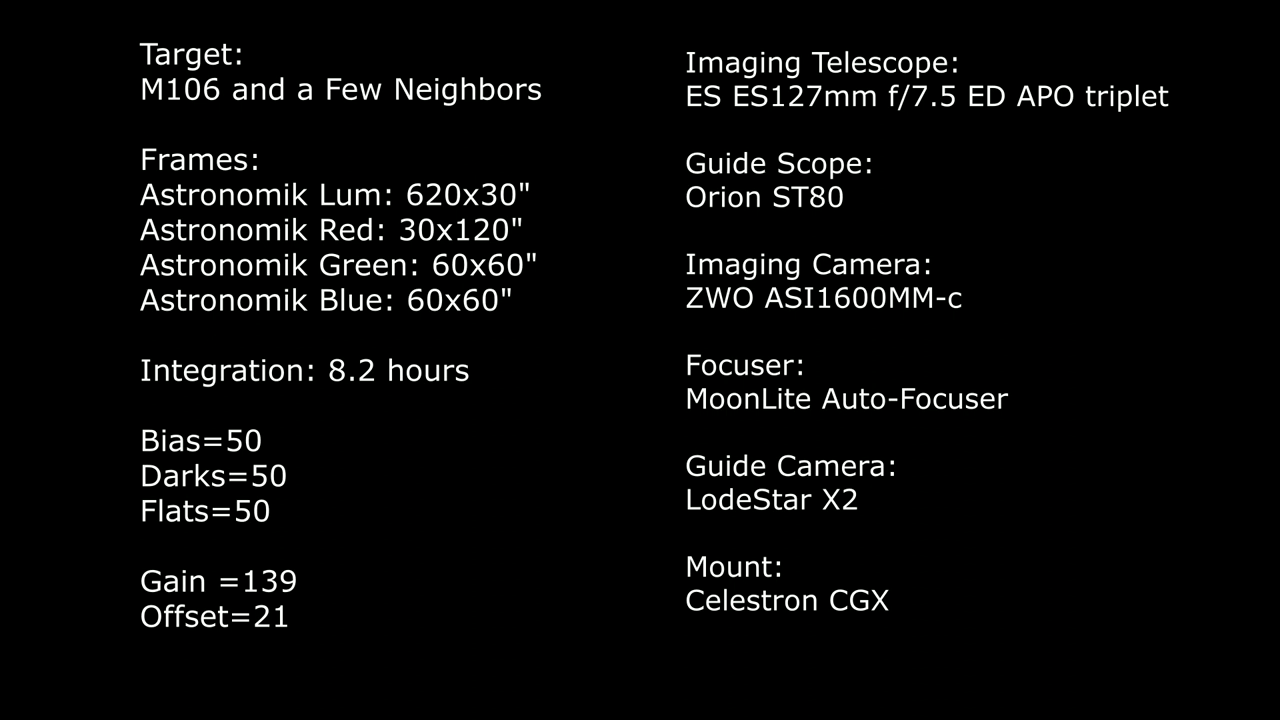 Target:
M106 and a Few Neighbors
Frames:
Astronomik Lum: 620x30"
Astronomik Red: 30x120"
Astronomik Green: 60x60"
Astronomik Blue: 60x60"
Integration: 8.2 hours
Bias=50
Darks=50
Flats=50
Gain =139
Offset=21
Imaging Telescope:
ES ES127mm f/7.5 ED APO triplet
Guide Scope:
Orion ST80
Imaging Camera:
ZWO ASI1600MM-c
Focuser:
MoonLite Auto-Focuser
Guide Camera:
LodeStar X2
Mount:
Celestron CGX